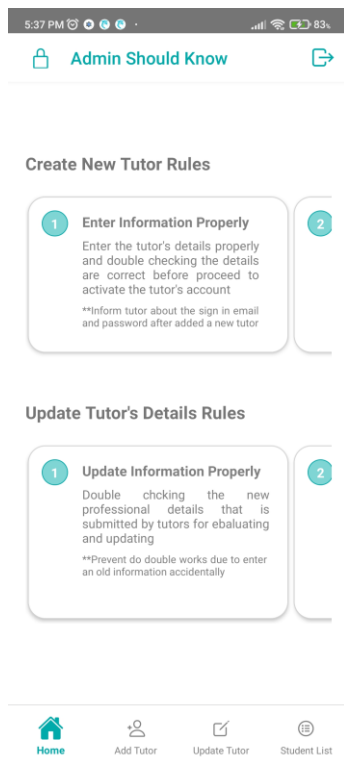 5:37 PM
83%
Admin Should Know
Create New Tutor Rules
1
Enter Information Properly
Enter the tutor's details properly
and double checking the details
are correct before proceed to
activate the tutor's account
**Inform tutor about the sign in email
and password after added a new tutor
2
Update Tutor's Details Rules
1
Update Information Properly
Double chcking the new
professional details that is
submitted by tutors for ebaluating
and updating
**Prevent do double works due to enter
an old information accidentally
2
Home
Add Tutor
Update Tutor
Student List